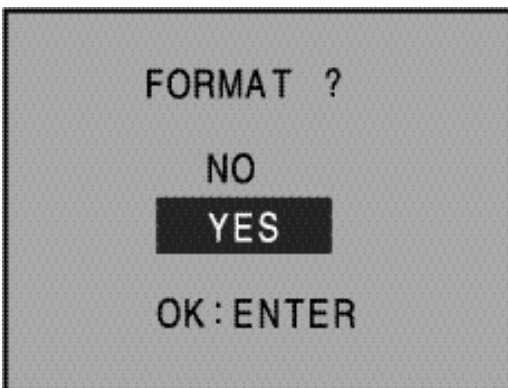 FORMAT ?
NO
YES
OK:ENTER